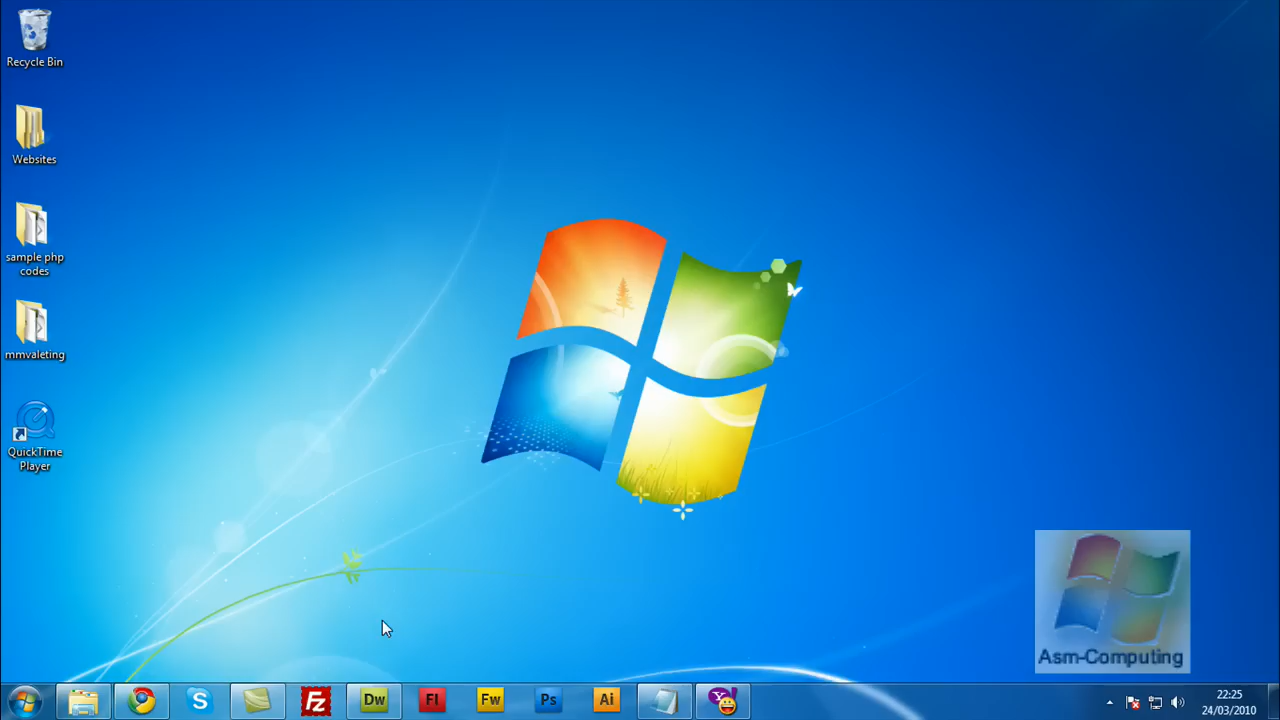 Recycle Bin
Websites
sample php
codes
mmvaleting
QuickTime
Player
Asm-Computing
S
Fz
Dw
Fl
Fw
Ps
Ai
22:25
24/03/2010